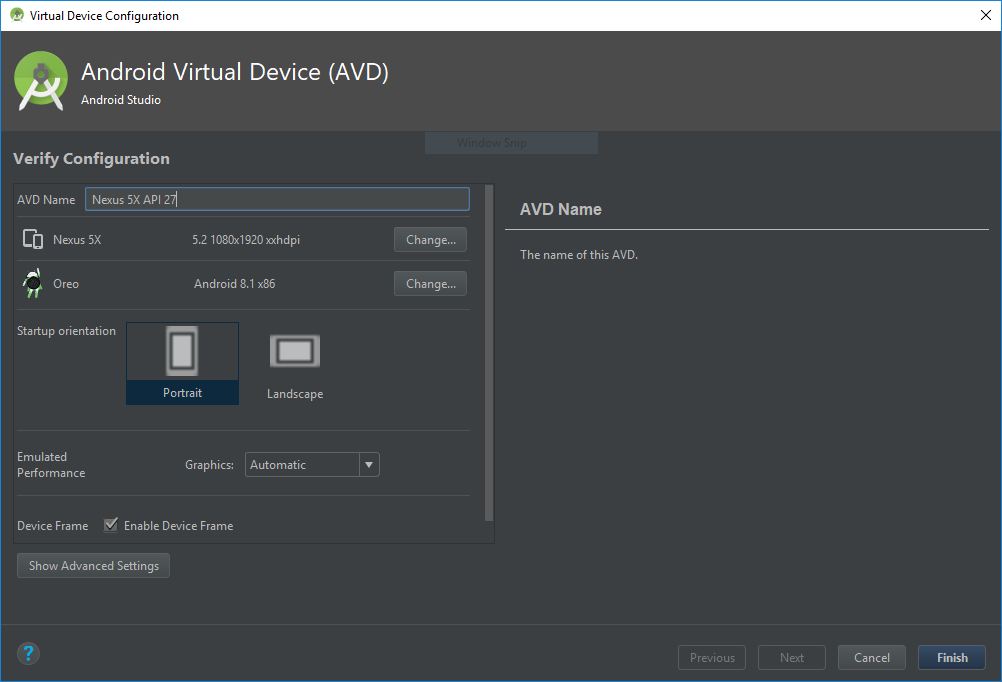 Virtual Device Configuration
Android Virtual Device (AVD)
Android Studio
Window Snip
Verify Configuration
AVD Name Nexus 5X API 27
Nexus 5X 5.2 1080x1920 xxhdpi Change...
Oreo Android 8.1 x86 Change...
Startup orientation
Portrait
Landscape
Emulated
Performance
Graphics: Automatic
Device Frame Enable Device Frame
Show Advanced Settings
AVD Name
The name of this AVD.
?
Previous Next Cancel Finish